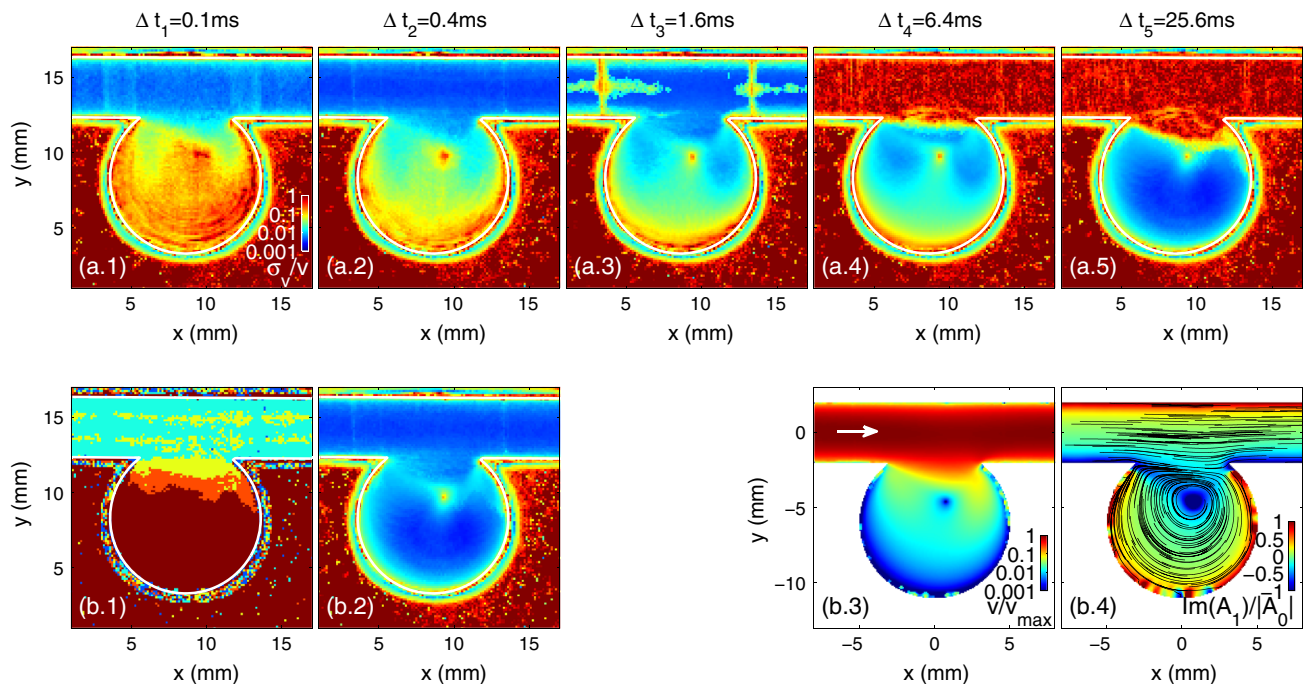 Δ t₁=0.1ms Δ t₂=0.4ms Δ t₃=1.6ms Δ t₄=6.4ms Δ t₅=25.6ms
15
10
5
y (mm)
1
0.1
0.01
0.001
σᵥ/v
(a.1) (a.2) (a.3) (a.4) (a.5)
5 10 15 5 10 15 5 10 15 5 10 15 5 10 15
x (mm) x (mm) x (mm) x (mm) x (mm)
15
10
5
y (mm)
(b.1) (b.2)
5 10 15 5 10 15
x (mm) x (mm)
0
−5
−10
y (mm)
1
0.1
0.01
0.001
v/v_max
(b.3)
1
0.5
0
−0.5
−1
Im(A₁)/|A̅₀|
(b.4)
−5 0 5 −5 0 5
x (mm) x (mm)